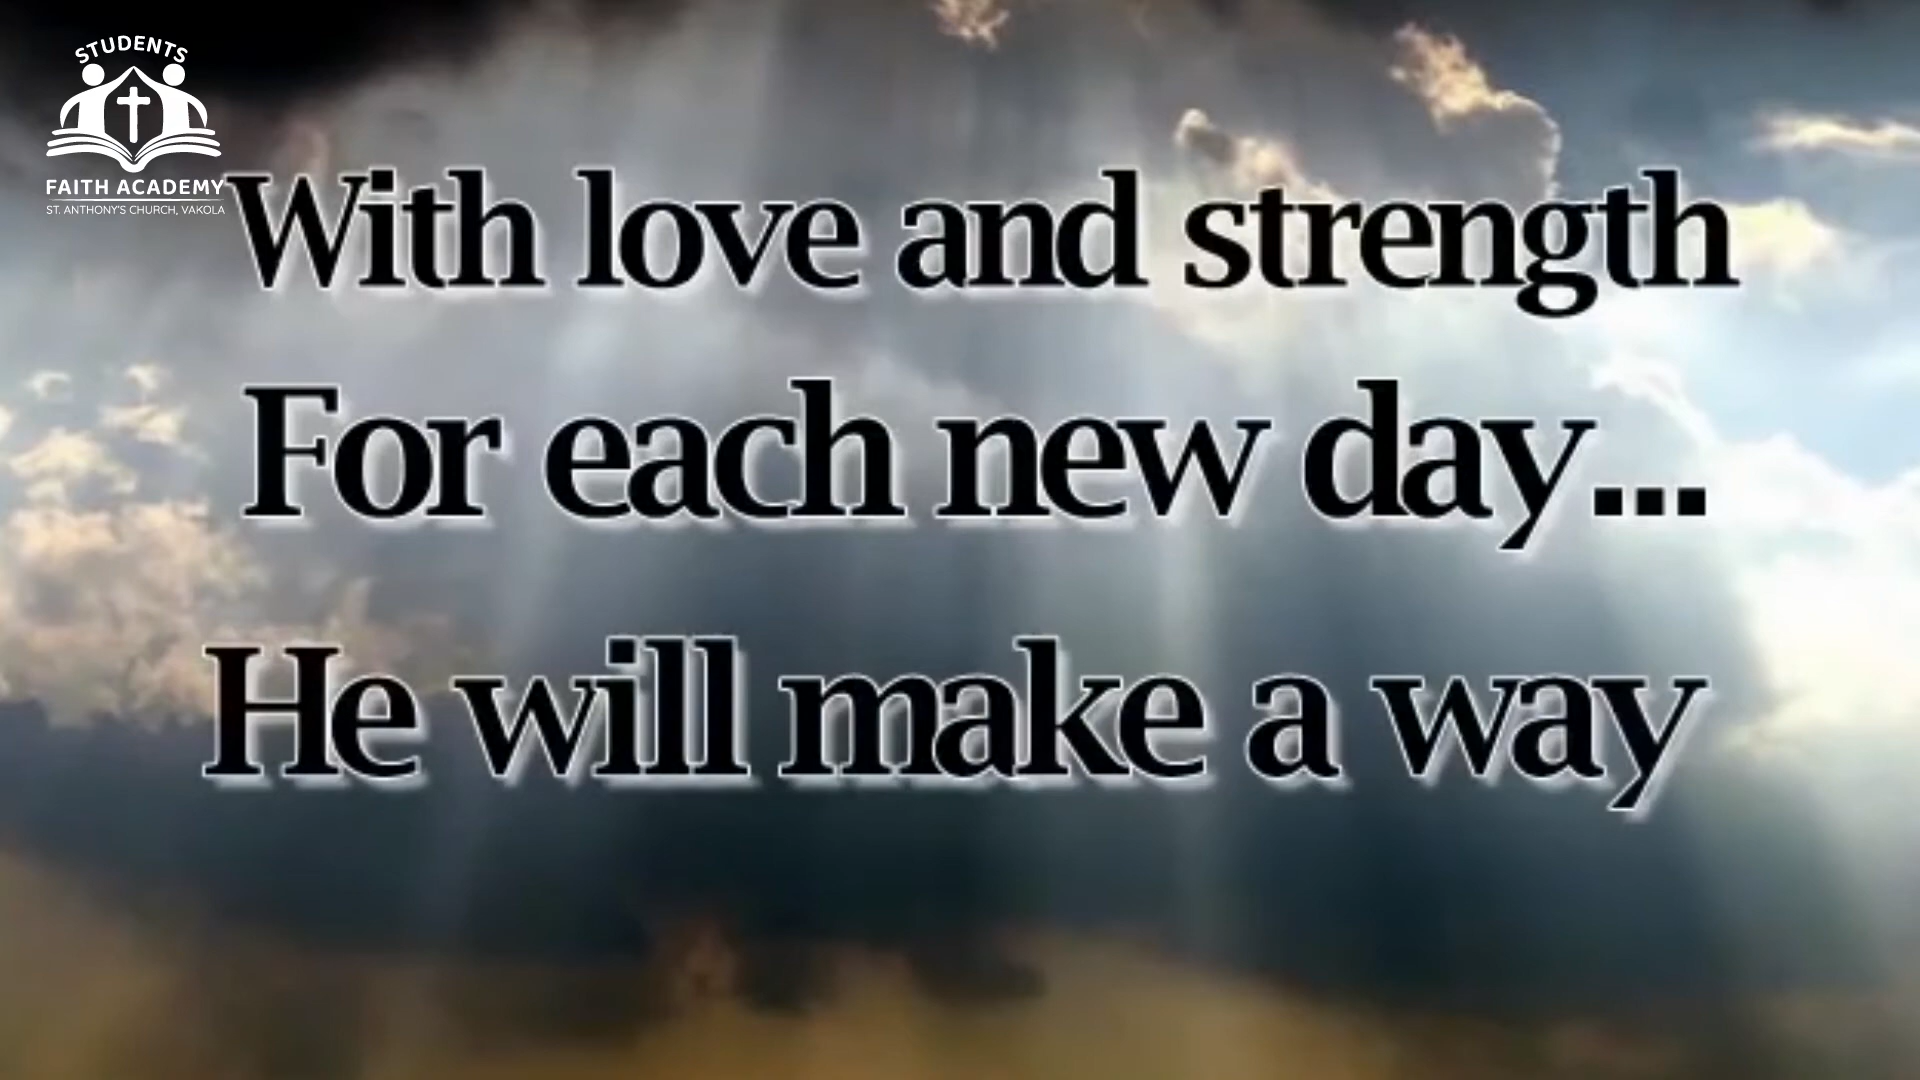 STUDENTS
FAITH ACADEMY
ST. ANTHONY'S CHURCH, VAKOLA
With love and strength
For each new day...
He will make a way